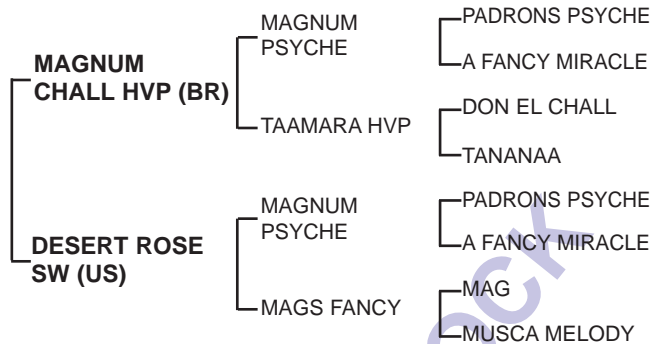 MAGNUM
CHALL HVP (BR)
DESERT ROSE
SW (US)
MAGNUM
PSYCHE
TAAMARA HVP
MAGNUM
PSYCHE
MAGS FANCY
PADRONS PSYCHE
A FANCY MIRACLE
DON EL CHALL
TANANAA
PADRONS PSYCHE
A FANCY MIRACLE
MAG
MUSCA MELODY
OCK